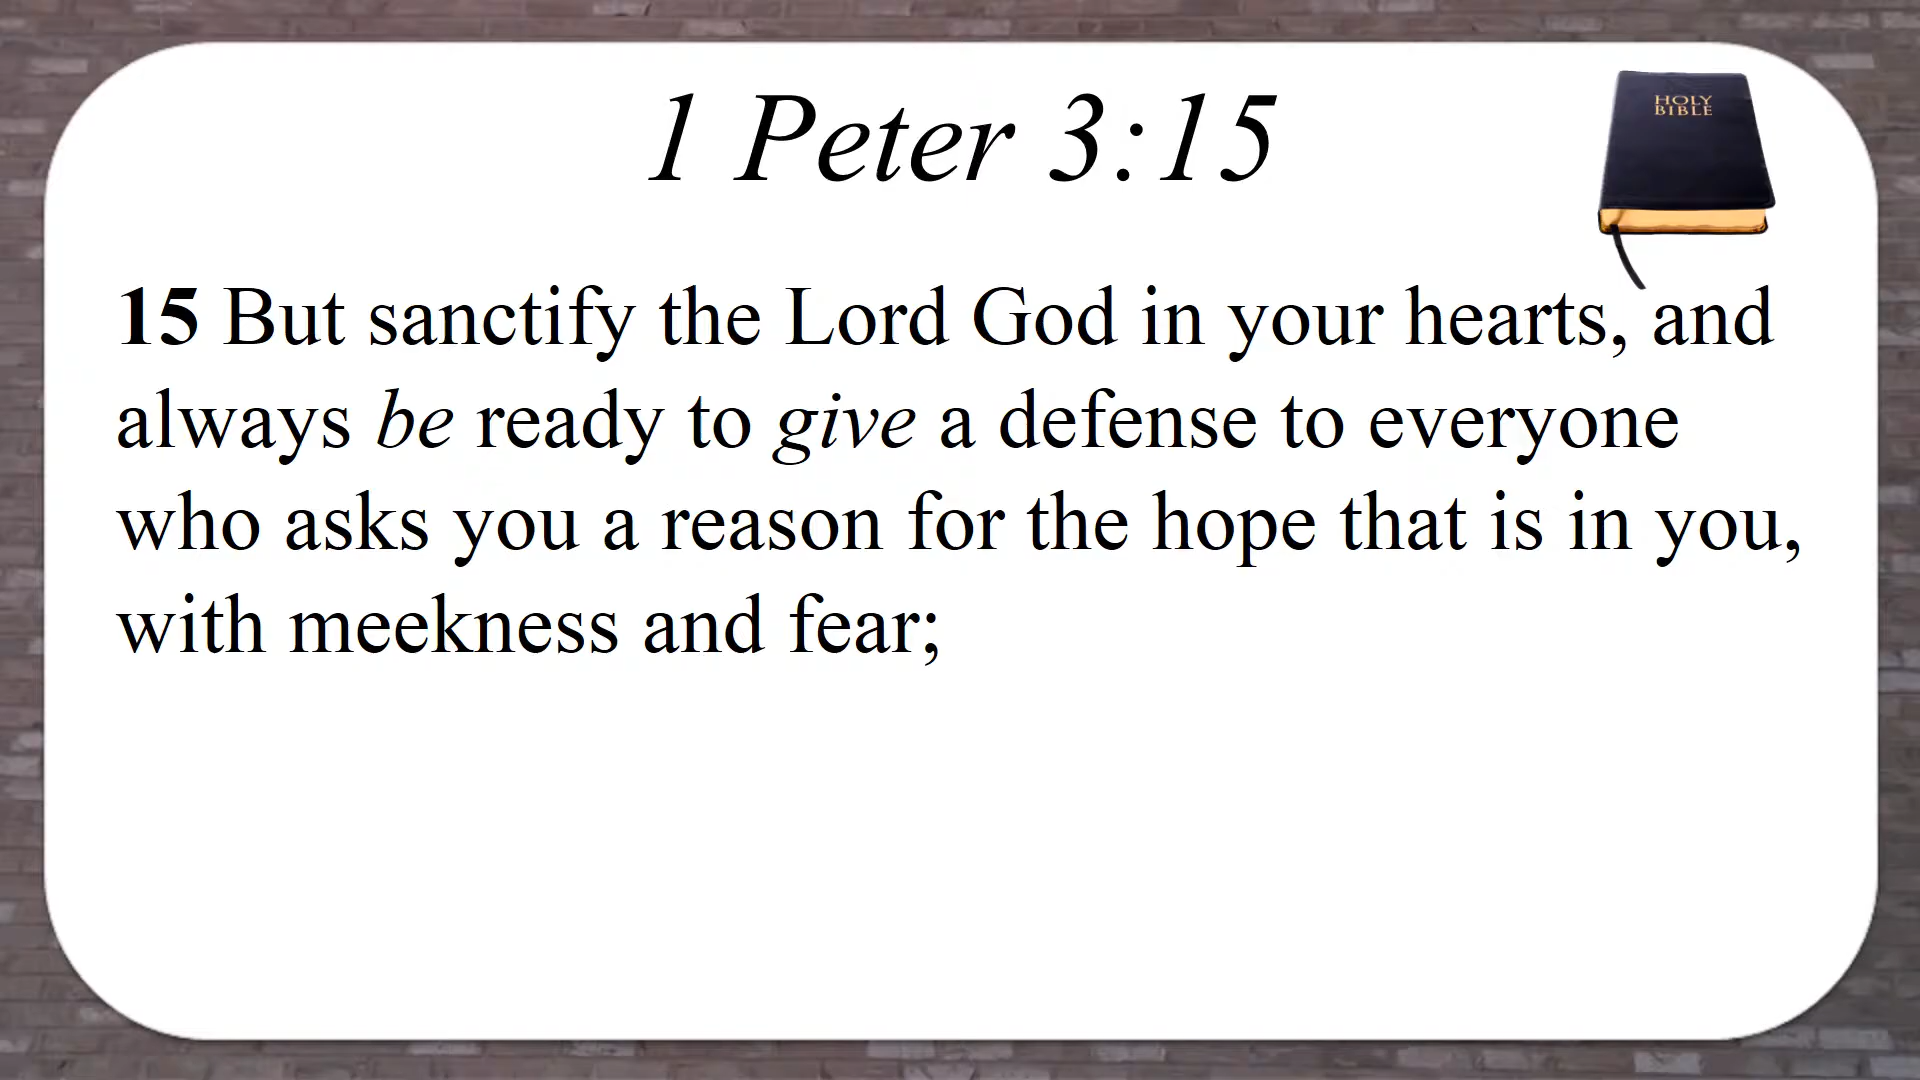 1 Peter 3:15
HOLY
BIBLE
15 But sanctify the Lord God in your hearts, and
always be ready to give a defense to everyone
who asks you a reason for the hope that is in you,
with meekness and fear;